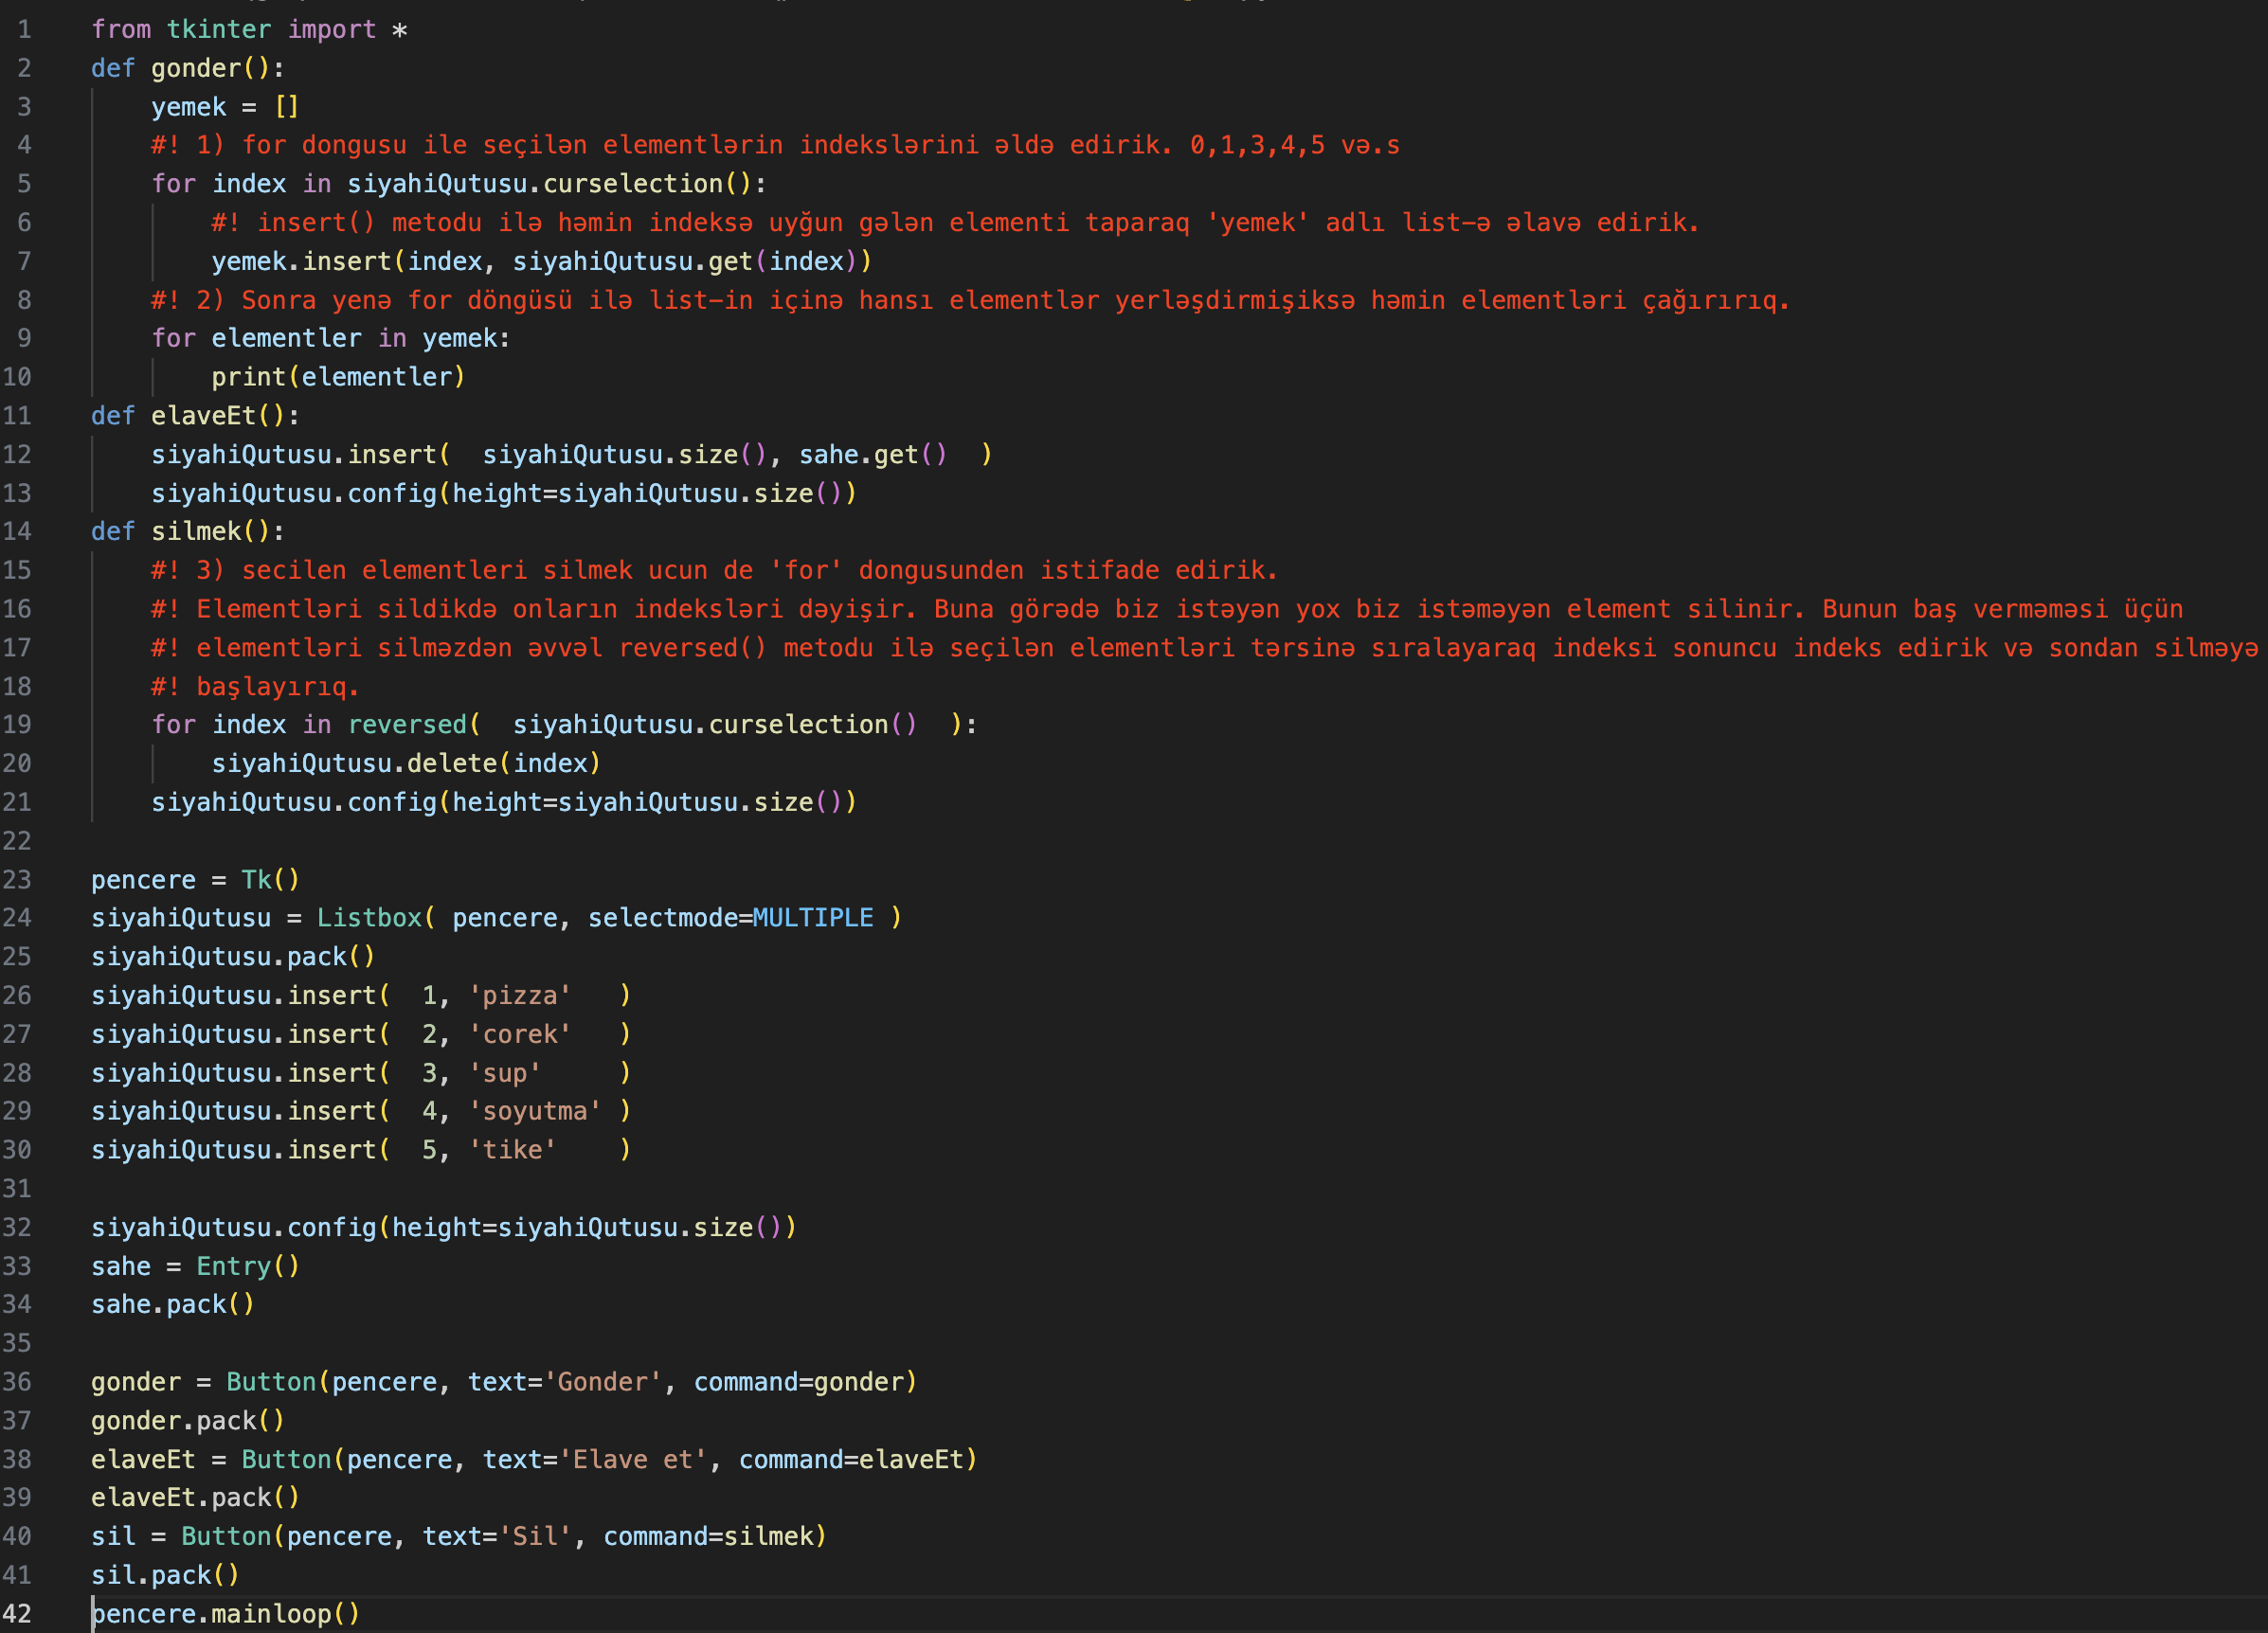 1 from tkinter import *
2 def gonder():
3     yemek = []
4     #! 1) for dongusu ile seçilən elementlərin indekslərini əldə edirik. 0,1,3,4,5 və.s
5     for index in siyahiQutusu.curselection():
6         #! insert() metodu ilə həmin indeksə uyğun gələn elementi taparaq 'yemek' adlı list-ə əlavə edirik.
7         yemek.insert(index, siyahiQutusu.get(index))
8     #! 2) Sonra yenə for döngüsü ilə list-in içinə hansı elementlər yerləşdirmişiksə həmin elementləri çağırırıq.
9     for elementler in yemek:
10         print(elementler)
11 def elaveEt():
12     siyahiQutusu.insert(  siyahiQutusu.size(), sahe.get()  )
13     siyahiQutusu.config(height=siyahiQutusu.size())
14 def silmek():
15     #! 3) secilen elementleri silmek ucun de 'for' dongusunden istifade edirik.
16     #! Elementləri sildikdə onların indeksləri dəyişir. Buna görədə biz istəyən yox biz istəməyən element silinir. Bunun baş verməməsi üçün
17     #! elementləri silməzdən əvvəl reversed() metodu ilə seçilən elementləri tərsinə sıralayaraq indeksi sonuncu indeks edirik və sondan silməyə
18     #! başlayırıq.
19     for index in reversed(  siyahiQutusu.curselection()  ):
20         siyahiQutusu.delete(index)
21     siyahiQutusu.config(height=siyahiQutusu.size())
22
23 pencere = Tk()
24 siyahiQutusu = Listbox( pencere, selectmode=MULTIPLE )
25 siyahiQutusu.pack()
26 siyahiQutusu.insert(  1, 'pizza'   )
27 siyahiQutusu.insert(  2, 'corek'   )
28 siyahiQutusu.insert(  3, 'sup'     )
29 siyahiQutusu.insert(  4, 'soyutma' )
30 siyahiQutusu.insert(  5, 'tike'    )
31
32 siyahiQutusu.config(height=siyahiQutusu.size())
33 sahe = Entry()
34 sahe.pack()
35
36 gonder = Button(pencere, text='Gonder', command=gonder)
37 gonder.pack()
38 elaveEt = Button(pencere, text='Elave et', command=elaveEt)
39 elaveEt.pack()
40 sil = Button(pencere, text='Sil', command=silmek)
41 sil.pack()
42 pencere.mainloop()